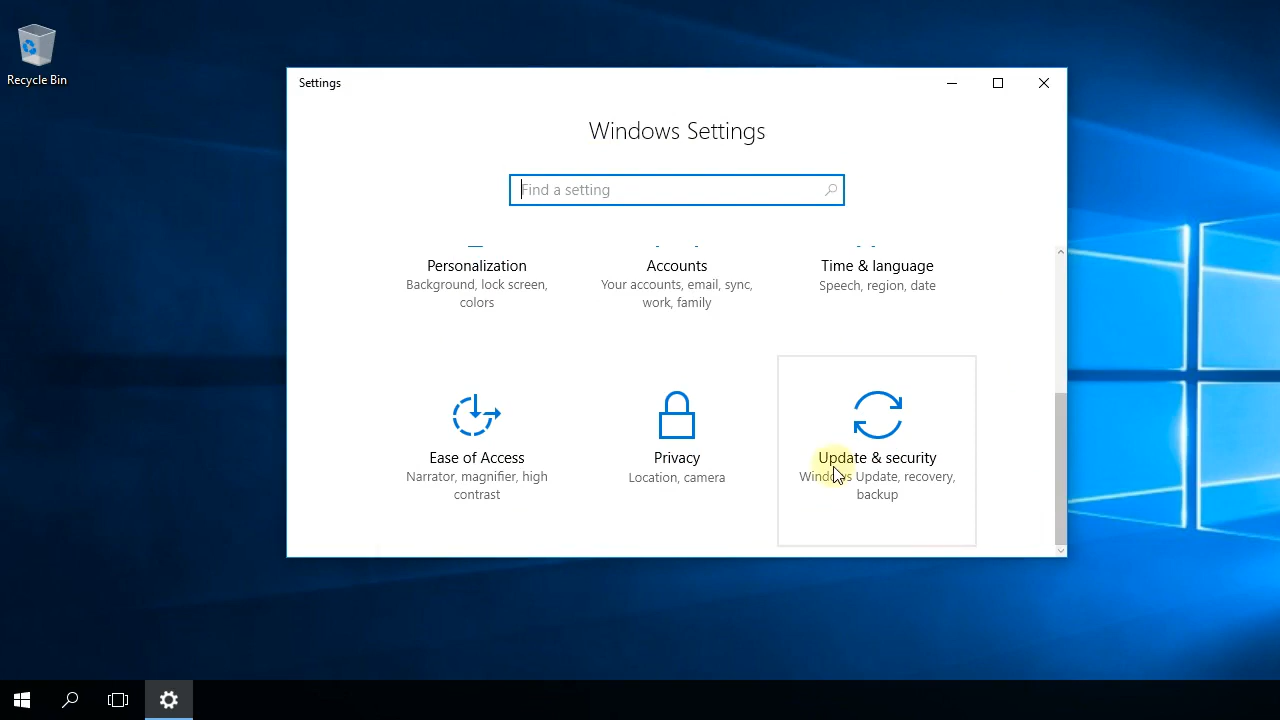 Recycle Bin
Settings
Windows Settings
Find a setting
Personalization
Background, lock screen,
colors
Accounts
Your accounts, email, sync,
work, family
Time & language
Speech, region, date
Ease of Access
Narrator, magnifier, high
contrast
Privacy
Location, camera
Update & security
Windows Update, recovery,
backup